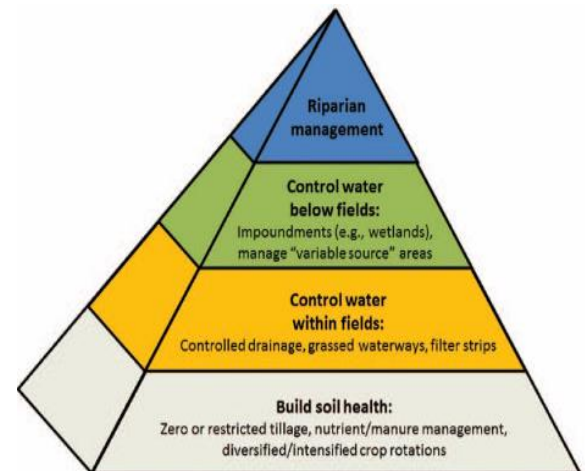 Riparian
management
Control water
below fields:
Impoundments (e.g., wetlands),
manage "variable source" areas
Control water
within fields:
Controlled drainage, grassed waterways, filter strips
Build soil health:
Zero or restricted tillage, nutrient/manure management,
diversified/intensified crop rotations